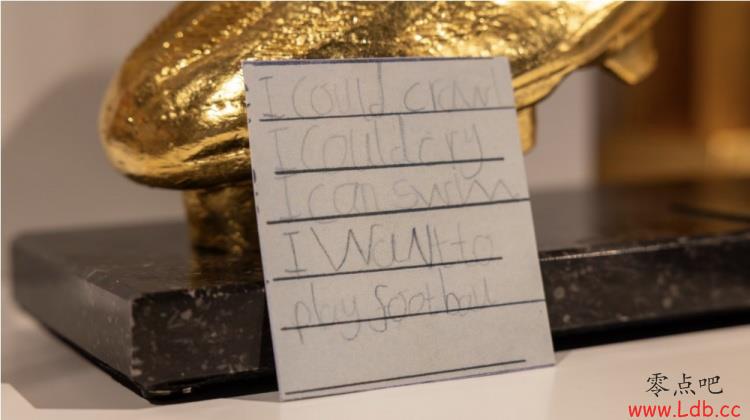 I could crawl
I could cry
I can swim
I Want to
play football
零点吧
www.Ldb.cc